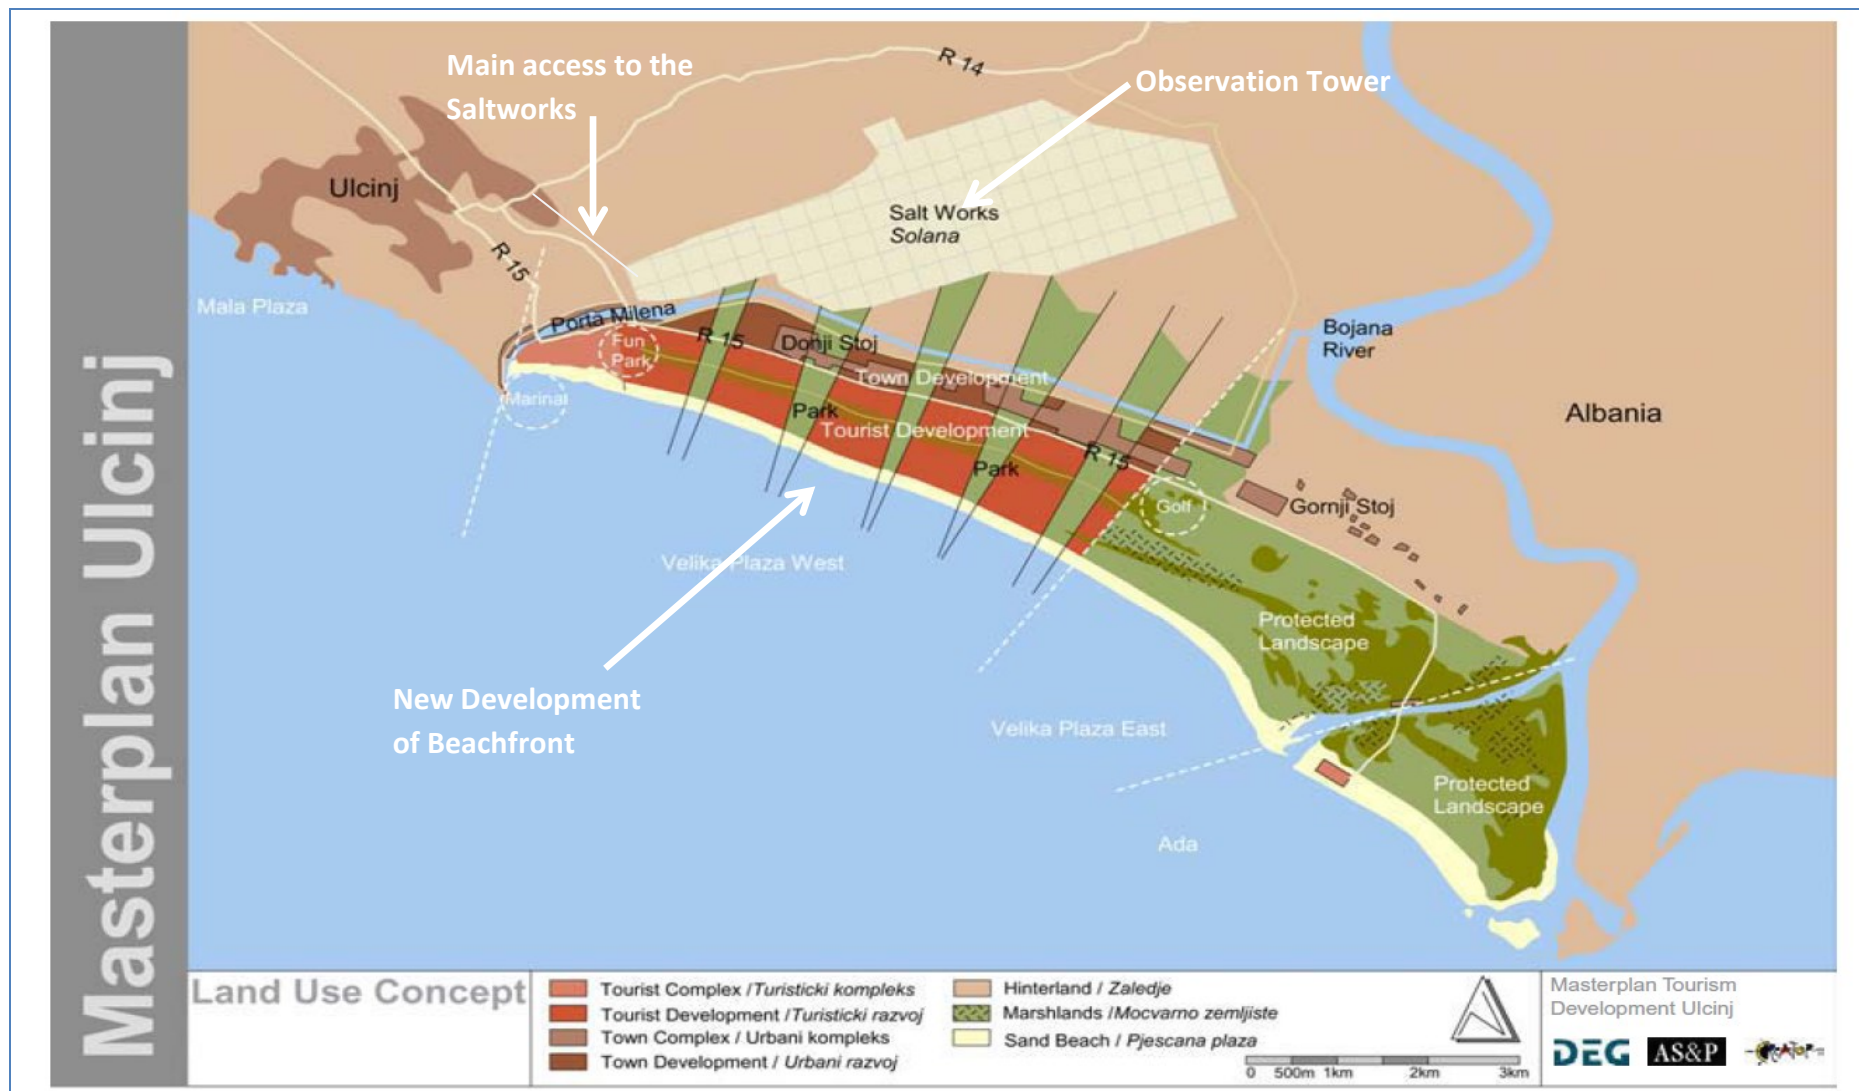 Masterplan Ulcinj
Main access to the
Saltworks
R 14
Observation Tower
Ulcinj
Salt Works
Solana
R 15
Mala Plaza
Porta Milena
Fun
Park
R 15
Donji Stoj
Town Development
Bojana
River
Albania
Marina
Park
Tourist Development
Park
R 15
Golf
Gornji Stoj
Velika Plaza West
Protected
Landscape
New Development
of Beachfront
Velika Plaza East
Protected
Landscape
Ada
Land Use Concept
Tourist Complex /Turisticki kompleks
Tourist Development /Turisticki razvoj
Town Complex / Urbani kompleks
Town Development / Urbani razvoj
Hinterland / Zaledje
Marshlands /Mocvarno zemljiste
Sand Beach / Pjescana plaza
0 500m 1km 2km 3km
Masterplan Tourism
Development Ulcinj
DEG AS&P